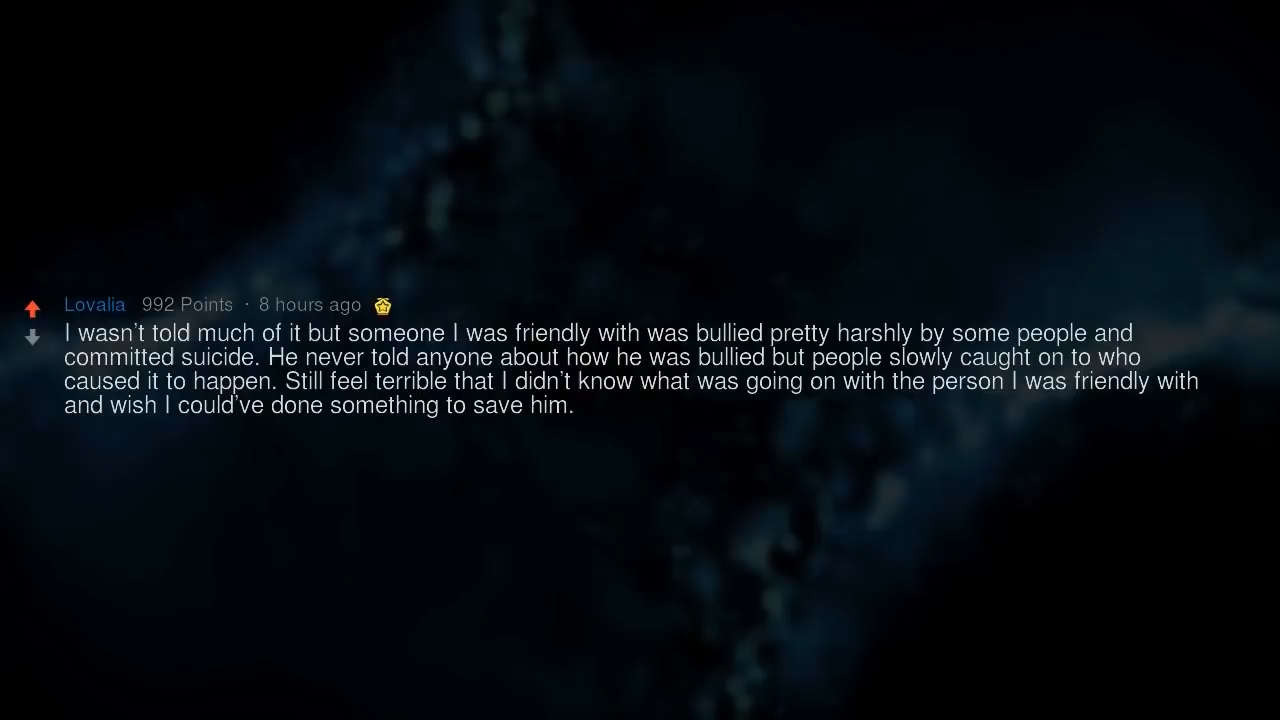 Lovalia 992 Points · 8 hours ago
I wasn't told much of it but someone I was friendly with was bullied pretty harshly by some people and
committed suicide. He never told anyone about how he was bullied but people slowly caught on to who
caused it to happen. Still feel terrible that I didn't know what was going on with the person I was friendly with
and wish I could've done something to save him.